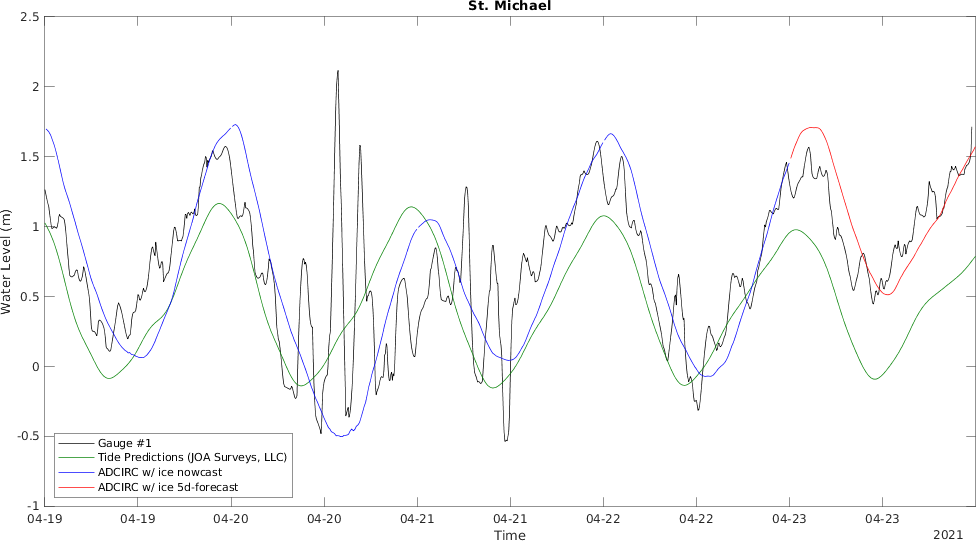 St. Michael
2.5
2
1.5
1
0.5
0
-0.5
-1
Water Level (m)
Gauge #1
Tide Predictions (JOA Surveys, LLC)
ADCIRC w/ ice nowcast
ADCIRC w/ ice 5d-forecast
04-19 04-19 04-20 04-20 04-21 04-21 04-22 04-22 04-23 04-23
Time
2021